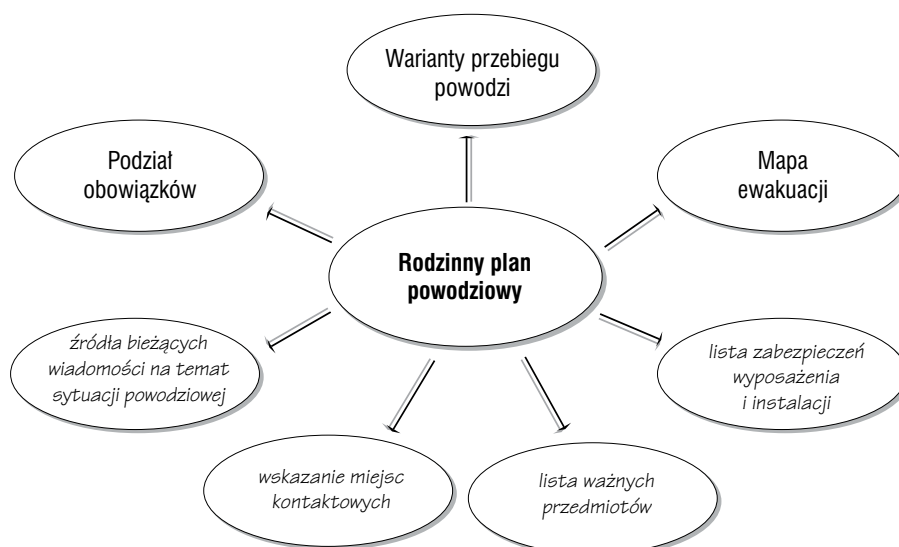 Warianty przebiegu
powodzi
Podział
obowiązków
Mapa
ewakuacji
Rodzinny plan
powodziowy
źródła bieżących
wiadomości na temat
sytuacji powodziowej
lista zabezpieczeń
wyposażenia
i instalacji
wskazanie miejsc
kontaktowych
lista ważnych
przedmiotów